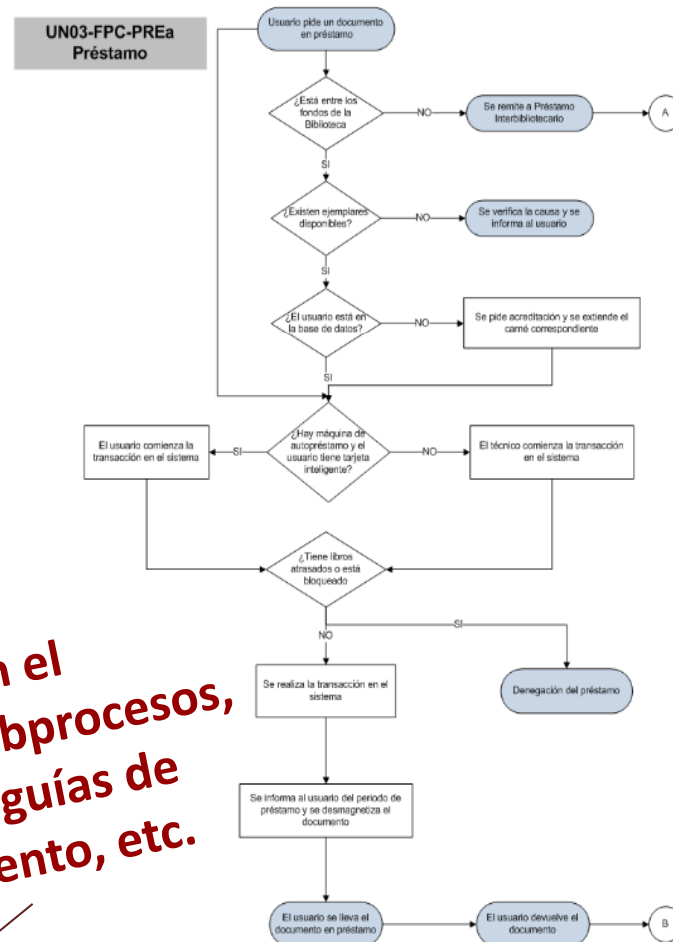 UN03-FPC-PREa
Préstamo
Usuario pide un documento
en préstamo
¿Está entre los
fondos de la
Biblioteca
NO
Se remite a Préstamo
Interbibliotecario
A
SI
¿Existen ejemplares
disponibles?
NO
Se verifica la causa y se
informa al usuario
SI
¿El usuario está en
la base de datos?
NO
Se pide acreditación y se extiende el
carné correspondiente
SI
El usuario comienza la
transacción en el sistema
SI
¿Hay máquina de
autopréstamo y el
usuario tiene tarjeta
inteligente?
NO
El técnico comienza la transacción
en el sistema
¿Tiene libros
atrasados o está
bloqueado
SI
NO
Se realiza la transacción en el
sistema
Denegación del préstamo
n el
bprocesos,
guías de
ento, etc.
Se informa al usuario del periodo de
préstamo y se desmagnetiza el
documento
El usuario se lleva el
documento en préstamo
El usuario devuelve el
documento
B